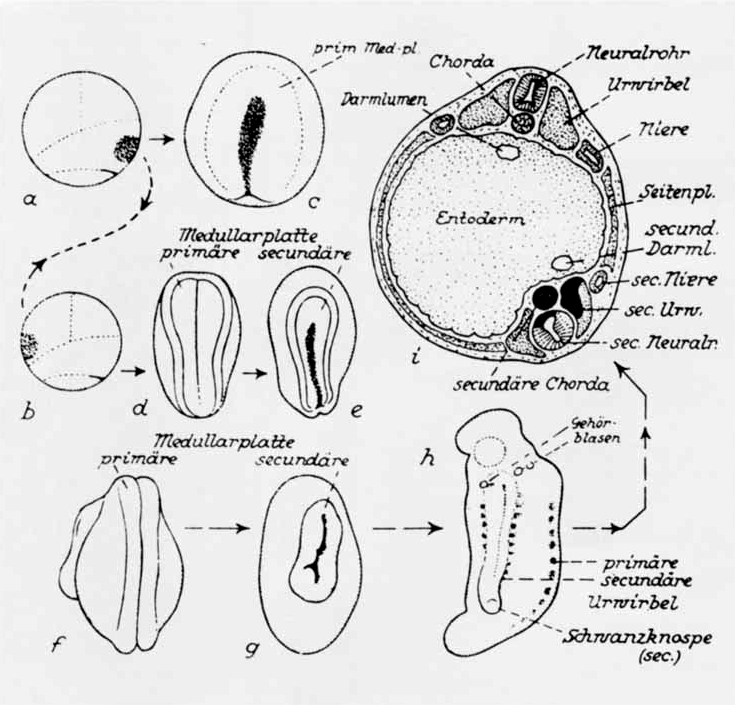 prim Med-pl.
Chorda
Neuralrohr
Darmlumen
Urwirbel
Niere
a
c
Seitenpl.
Entoderm
secund.
Darml.
Medullarplatte
primäre secundäre
sec. Niere
sec. Urw.
sec. Neuralr.
i
b
d
e
secundäre Chorda
Medullarplatte
primäre secundäre
h
Gehör-
blasen
f
g
primäre
secundäre
Urwirbel
Schwanzknospe
(sec.)